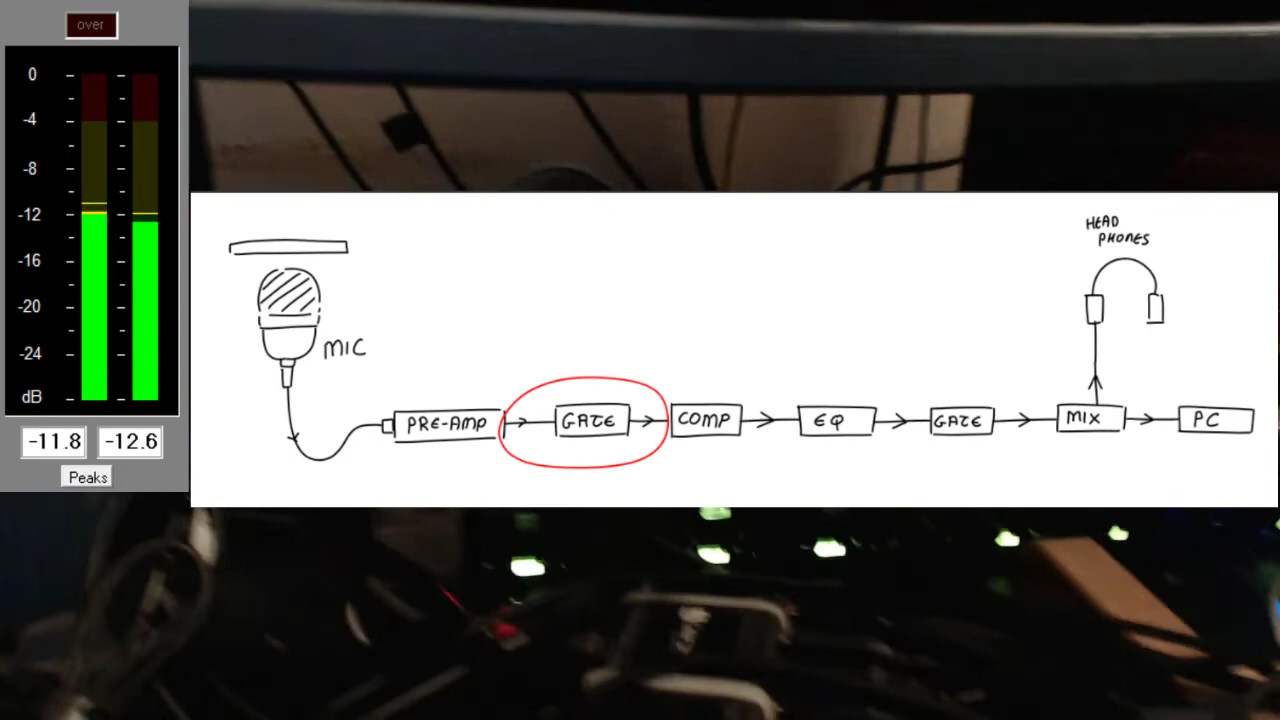 over
0
-4
-8
-12
-16
-20
-24
dB
-11.8 -12.6
Peaks
HEAD
PHONES
MIC
PRE-AMP
GATE
COMP
EQ
GATE
MIX
PC